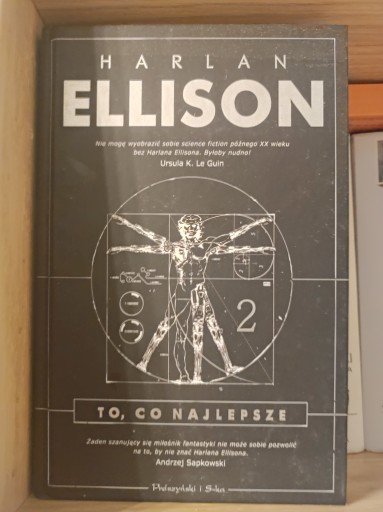 HARLAN
ELLISON
Nie mogę wyobrazić sobie science fiction późnego XX wieku
bez Harlana Ellisona. Byłoby nudno!
Ursula K. Le Guin
2
TO, CO NAJLEPSZE
Żaden szanujący się miłośnik fantastyki nie może sobie pozwolić
na to, by nie znać Harlana Ellisona.
Andrzej Sapkowski
Prószyński i S-ka